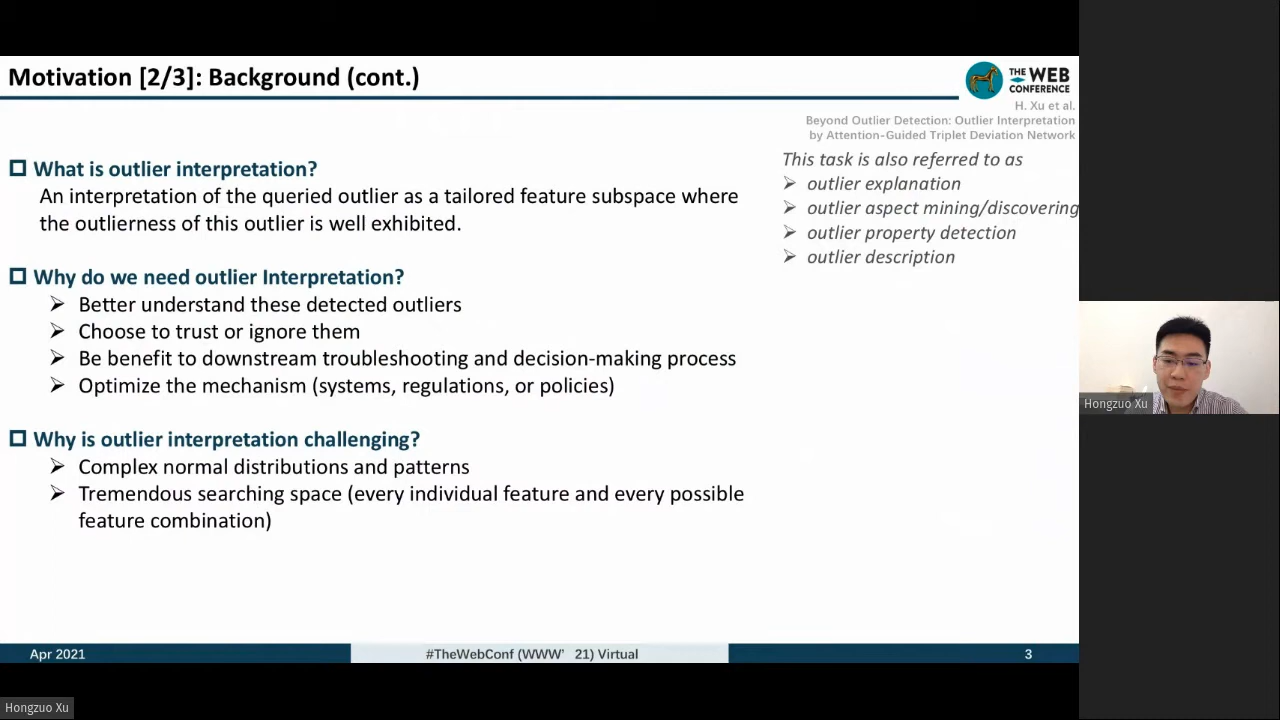 Motivation [2/3]: Background (cont.)
THE WEB
CONFERENCE
H. Xu et al.
Beyond Outlier Detection: Outlier Interpretation
by Attention-Guided Triplet Deviation Network
What is outlier interpretation?
An interpretation of the queried outlier as a tailored feature subspace where
the outlierness of this outlier is well exhibited.
Why do we need outlier Interpretation?
Better understand these detected outliers
Choose to trust or ignore them
Be benefit to downstream troubleshooting and decision-making process
Optimize the mechanism (systems, regulations, or policies)
Why is outlier interpretation challenging?
Complex normal distributions and patterns
Tremendous searching space (every individual feature and every possible
feature combination)
This task is also referred to as
outlier explanation
outlier aspect mining/discovering
outlier property detection
outlier description
Hongzuo Xu
Apr 2021
#TheWebConf (WWW' 21) Virtual
3
Hongzuo Xu